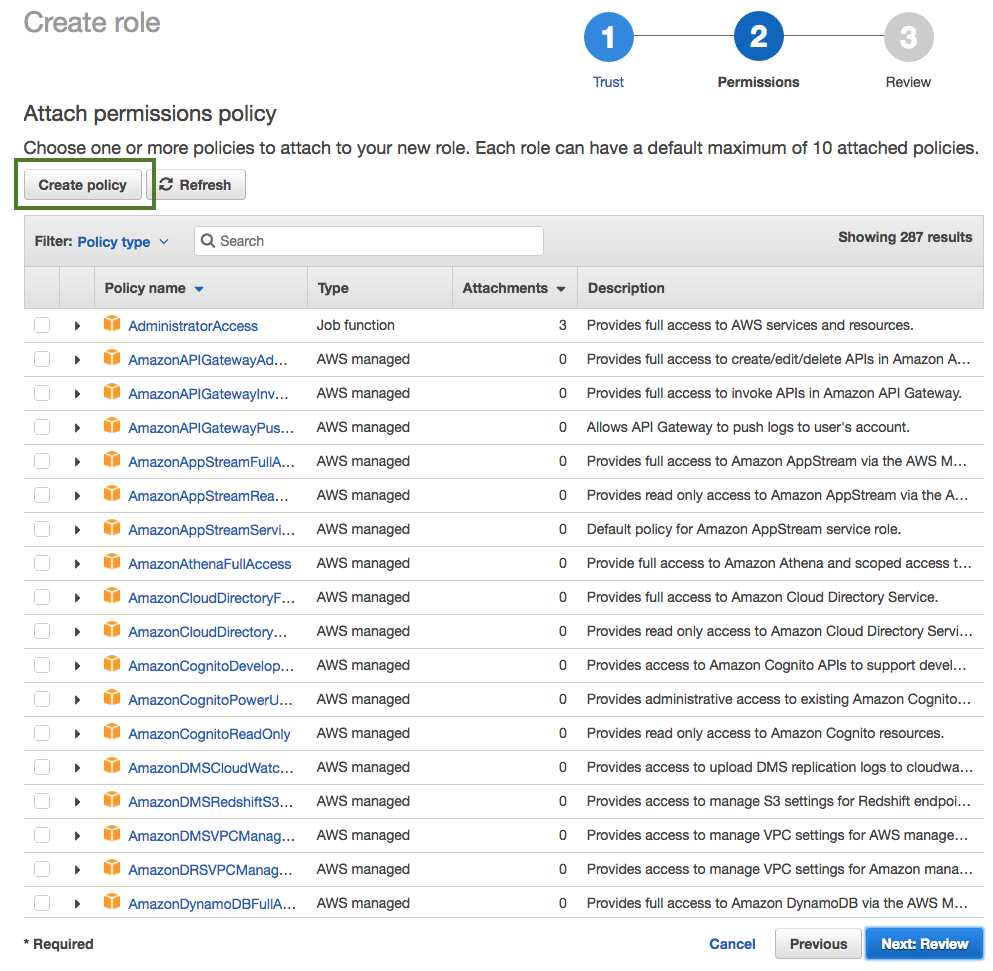 Create role
1 2 3
Trust Permissions Review
Attach permissions policy
Choose one or more policies to attach to your new role. Each role can have a default maximum of 10 attached policies.
Create policy Refresh
Filter: Policy type Search Showing 287 results
Policy name Type Attachments Description
AdministratorAccess Job function 3 Provides full access to AWS services and resources.
AmazonAPIGatewayAd... AWS managed 0 Provides full access to create/edit/delete APIs in Amazon A...
AmazonAPIGatewayInv... AWS managed 0 Provides full access to invoke APIs in Amazon API Gateway.
AmazonAPIGatewayPus... AWS managed 0 Allows API Gateway to push logs to user's account.
AmazonAppStreamFullA... AWS managed 0 Provides full access to Amazon AppStream via the AWS M...
AmazonAppStreamRea... AWS managed 0 Provides read only access to Amazon AppStream via the A...
AmazonAppStreamServi... AWS managed 0 Default policy for Amazon AppStream service role.
AmazonAthenaFullAccess AWS managed 0 Provide full access to Amazon Athena and scoped access t...
AmazonCloudDirectoryF... AWS managed 0 Provides full access to Amazon Cloud Directory Service.
AmazonCloudDirectory... AWS managed 0 Provides read only access to Amazon Cloud Directory Servi...
AmazonCognitoDevelop... AWS managed 0 Provides access to Amazon Cognito APIs to support devel...
AmazonCognitoPowerU... AWS managed 0 Provides administrative access to existing Amazon Cognito...
AmazonCognitoReadOnly AWS managed 0 Provides read only access to Amazon Cognito resources.
AmazonDMSCloudWatc... AWS managed 0 Provides access to upload DMS replication logs to cloudwa...
AmazonDMSRedshiftS3... AWS managed 0 Provides access to manage S3 settings for Redshift endpoi...
AmazonDMSVPCManag... AWS managed 0 Provides access to manage VPC settings for AWS manage...
AmazonDRSVPCManag... AWS managed 0 Provides access to manage VPC settings for Amazon mana...
AmazonDynamoDBFullA... AWS managed 0 Provides full access to Amazon DynamoDB via the AWS M...
* Required Cancel Previous Next: Review